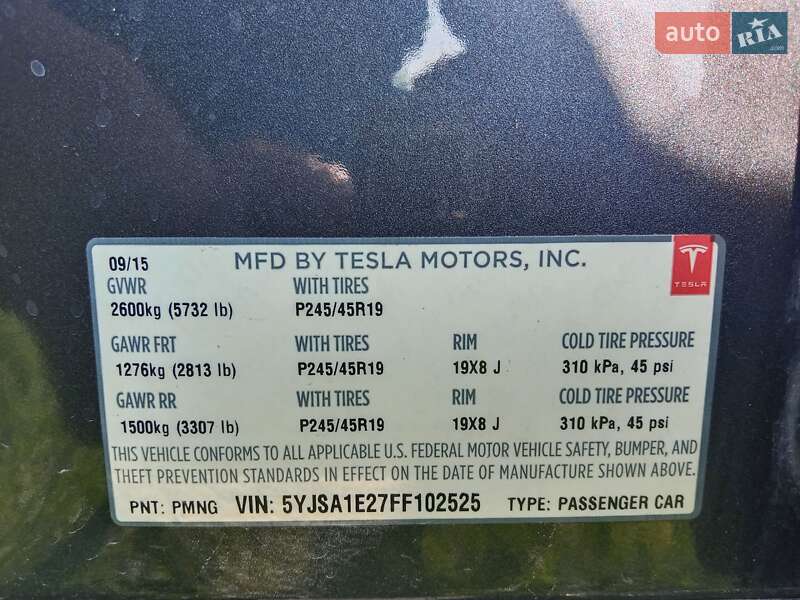 auto RIA
.com
09/15 MFD BY TESLA MOTORS, INC.
TESLA
GVWR WITH TIRES
2600kg (5732 lb) P245/45R19
GAWR FRT WITH TIRES RIM COLD TIRE PRESSURE
1276kg (2813 lb) P245/45R19 19X8 J 310 kPa, 45 psi
GAWR RR WITH TIRES RIM COLD TIRE PRESSURE
1500kg (3307 lb) P245/45R19 19X8 J 310 kPa, 45 psi
THIS VEHICLE CONFORMS TO ALL APPLICABLE U.S. FEDERAL MOTOR VEHICLE SAFETY, BUMPER, AND
THEFT PREVENTION STANDARDS IN EFFECT ON THE DATE OF MANUFACTURE SHOWN ABOVE.
PNT: PMNG VIN: 5YJSA1E27FF102525 TYPE: PASSENGER CAR